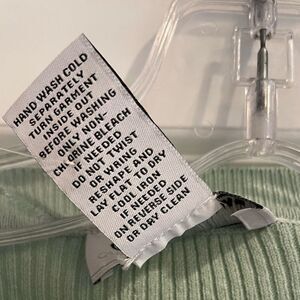 HAND WASH COLD
SEPARATELY
TURN GARMENT
INSIDE OUT
BEFORE WASHING
ONLY NON-
CHLORINE BLEACH
IF NEEDED
DO NOT TWIST
OR WRING
RESHAPE AND
LAY FLAT TO DRY
COOL IRON
IF NEEDED
ON REVERSE SIDE
OR DRY CLEAN